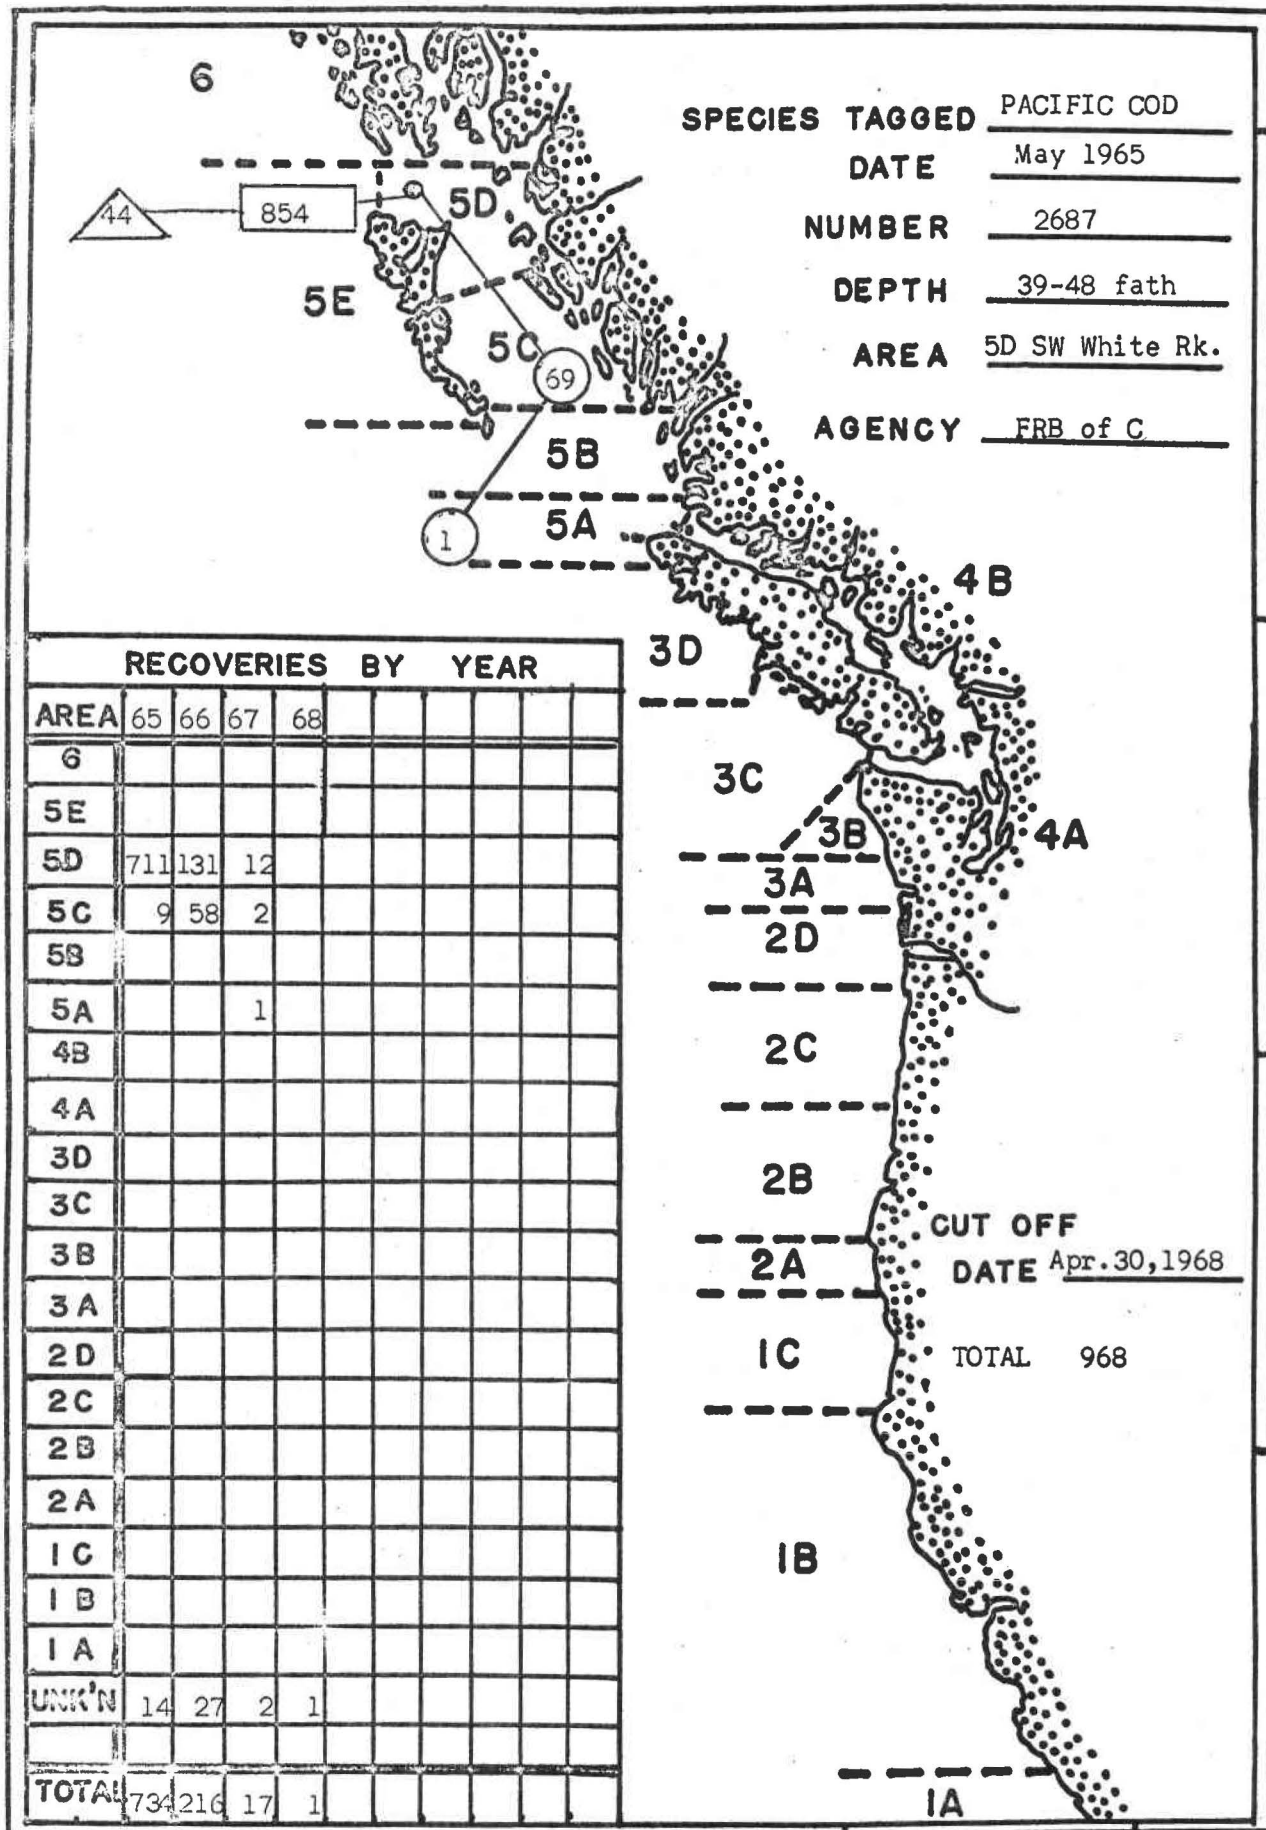 SPECIES TAGGED PACIFIC COD
DATE May 1965
NUMBER 2687
DEPTH 39-48 fath
AREA 5D SW White Rk.
AGENCY FRB of C
6
44
854
5D
5E
5C
69
5B
5A
1
4B
3D
3C
3B
4A
3A
2D
2C
2B
2A
1C
1B
1A
CUT OFF
DATE Apr.30,1968
TOTAL 968
RECOVERIES BY YEAR
AREA 65 66 67 68
6
5E
5D 711 131 12
5C 9 58 2
5B
5A 1
4B
4A
3D
3C
3B
3A
2D
2C
2B
2A
1C
1B
1A
UNK'N 14 27 2 1
TOTAL 734 216 17 1